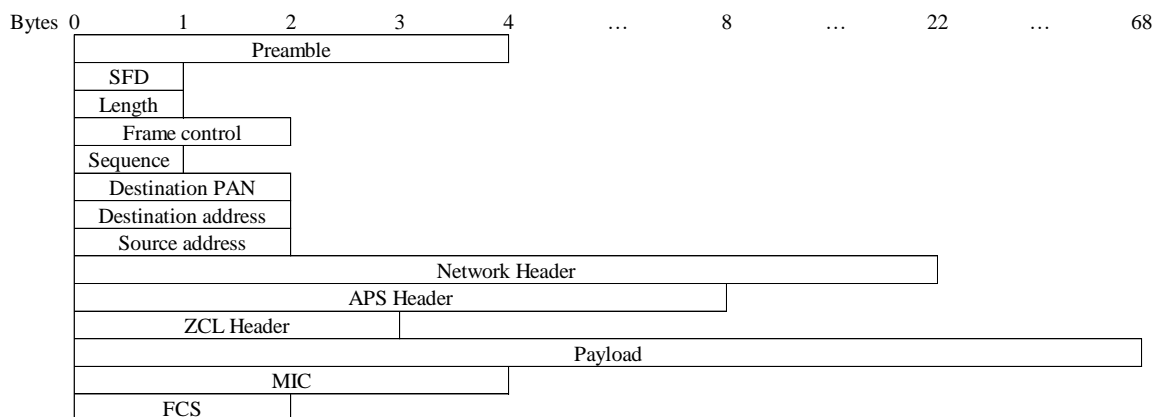 Bytes 0 1 2 3 4 … 8 … 22 … 68
Preamble
SFD
Length
Frame control
Sequence
Destination PAN
Destination address
Source address
Network Header
APS Header
ZCL Header
Payload
MIC
FCS